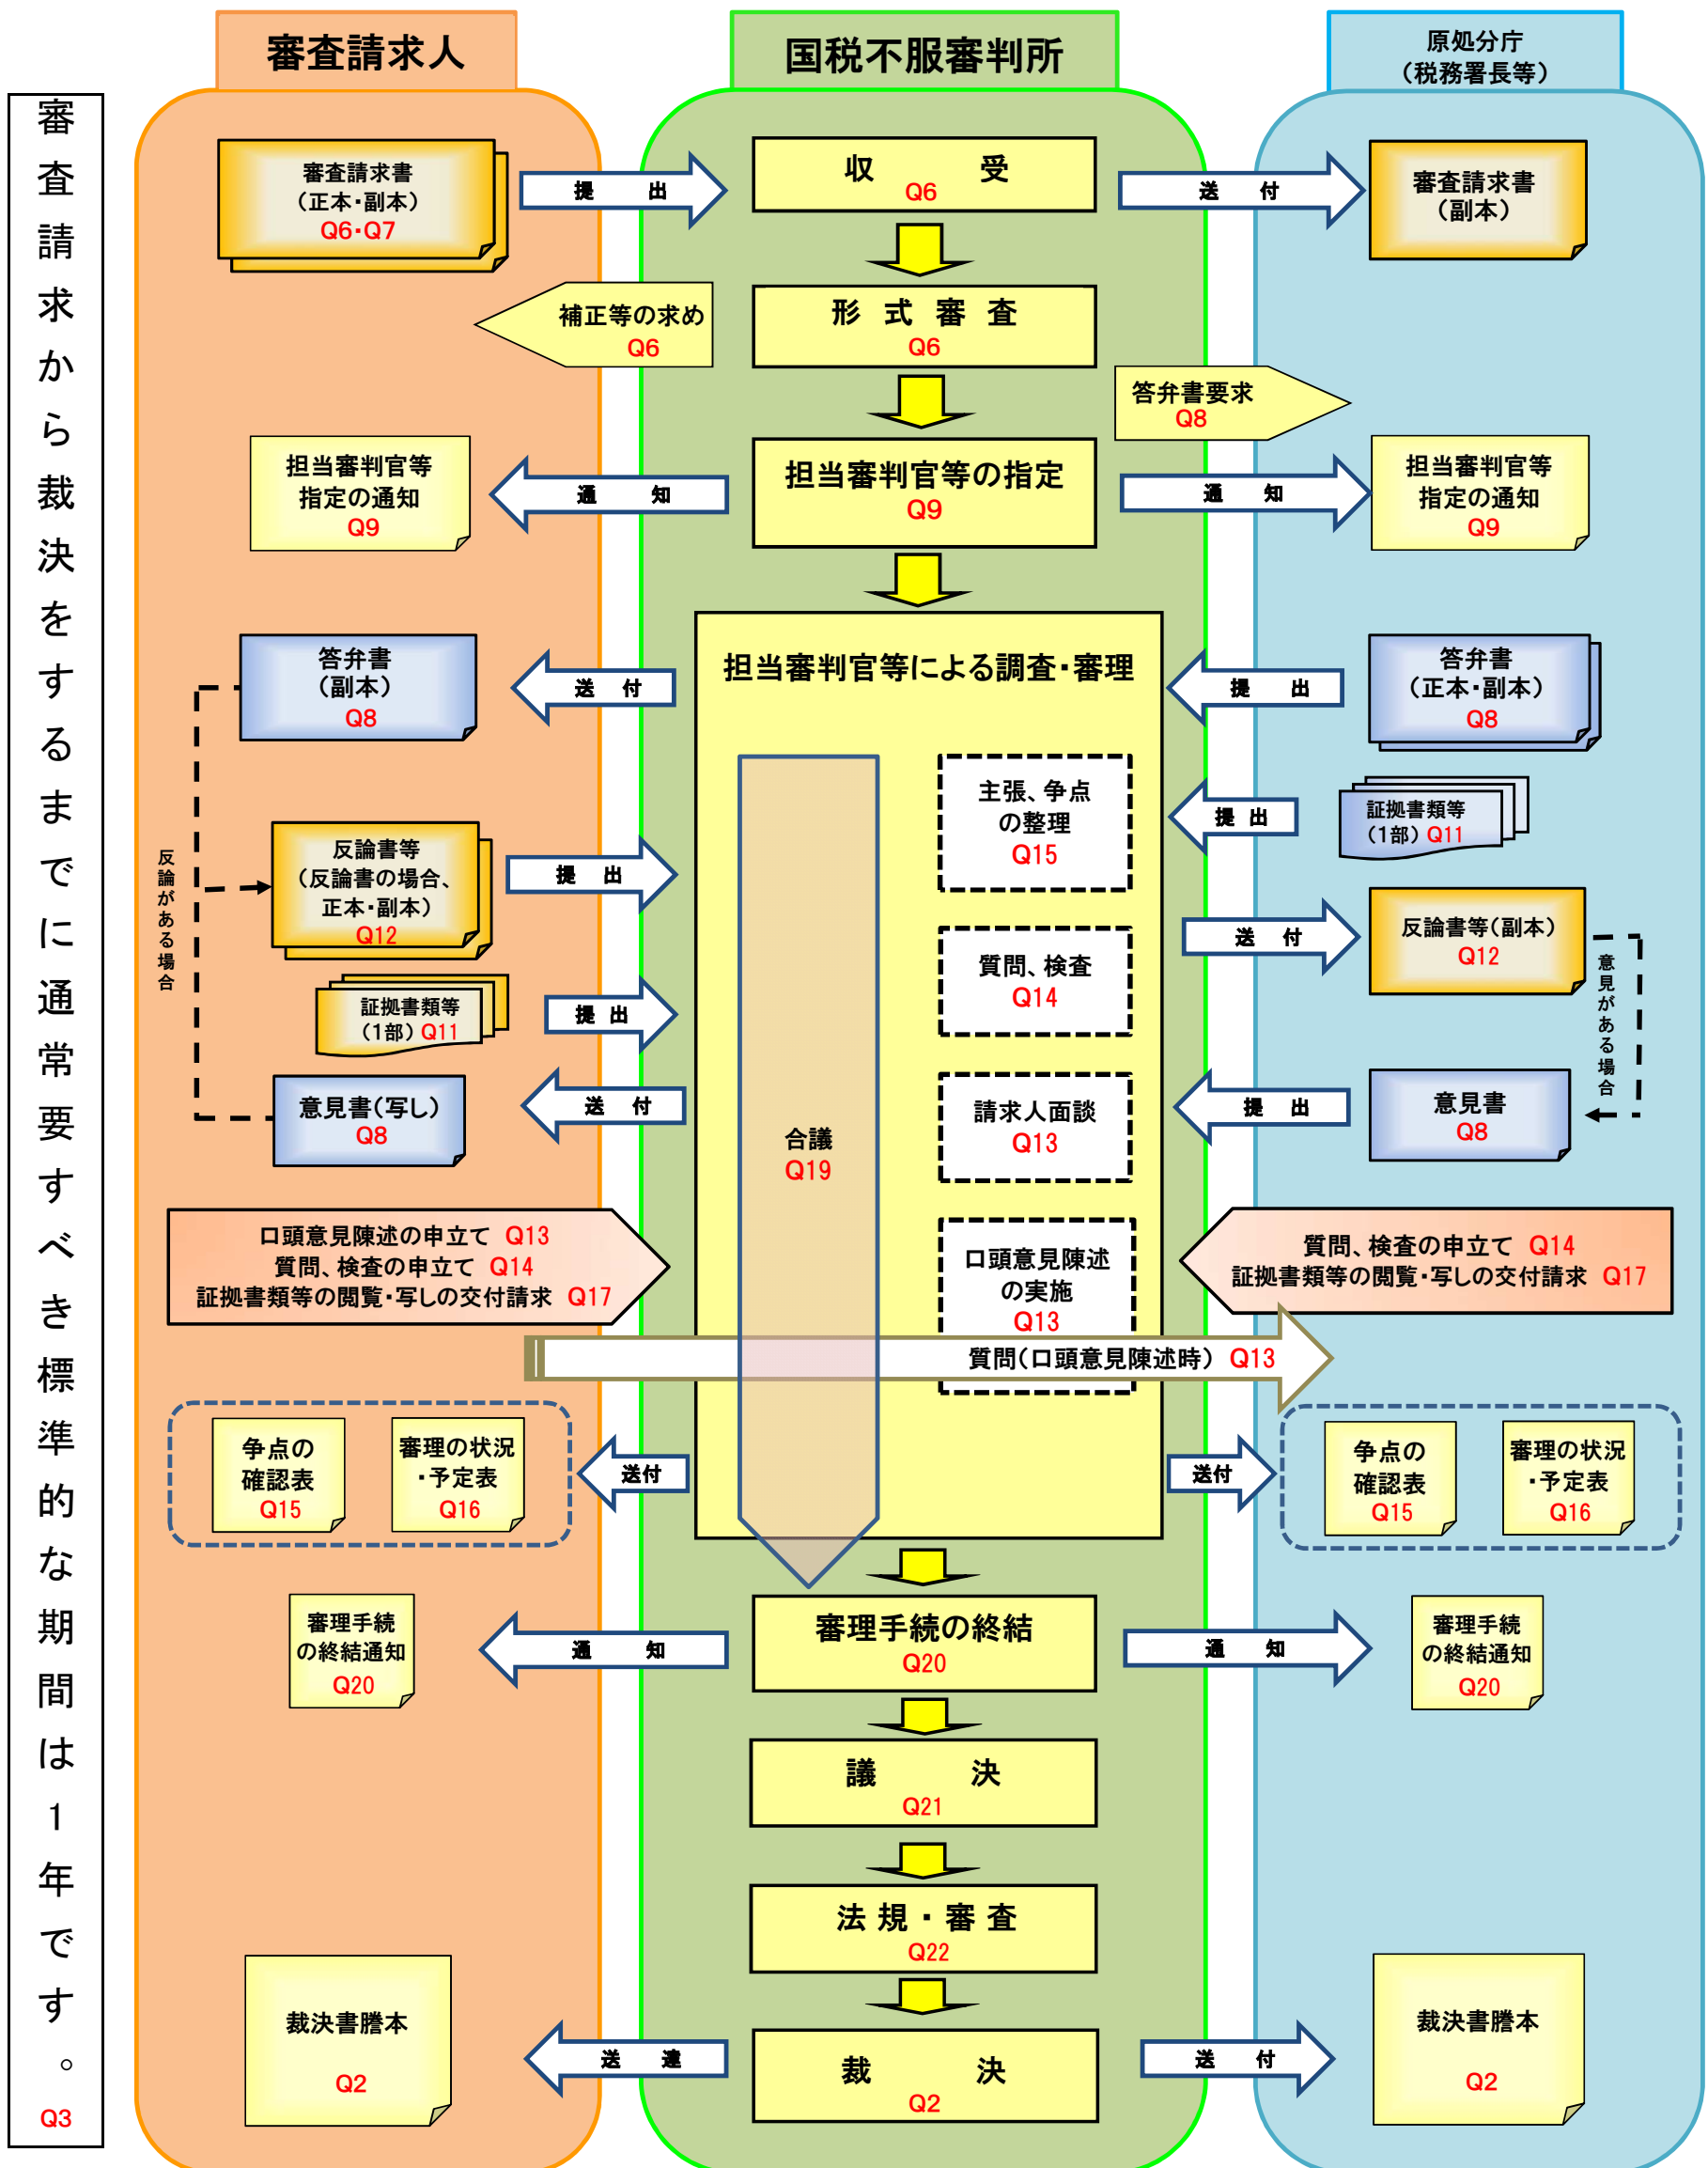 審査請求から裁決をするまでに通常要すべき標準的な期間は1年です。
Q3
審査請求人
国税不服審判所
原処分庁
（税務署長等）
審査請求書
（正本・副本）
Q6・Q7
提出
収受
Q6
送付
審査請求書
（副本）
補正等の求め
Q6
形式審査
Q6
答弁書要求
Q8
担当審判官等
指定の通知
Q9
通知
担当審判官等の指定
Q9
通知
担当審判官等
指定の通知
Q9
担当審判官等による調査・審理
答弁書
（副本）
Q8
送付
提出
答弁書
（正本・副本）
Q8
提出
証拠書類等
（1部）Q11
主張、争点
の整理
Q15
反論がある場合
反論書等
（反論書の場合、
正本・副本）
Q12
提出
送付
反論書等（副本）
Q12
意見がある場合
質問、検査
Q14
証拠書類等
（1部）Q11
提出
意見書（写し）
Q8
送付
合議
Q19
請求人面談
Q13
提出
意見書
Q8
口頭意見陳述の申立て Q13
質問、検査の申立て Q14
証拠書類等の閲覧・写しの交付請求 Q17
口頭意見陳述
の実施
Q13
質問、検査の申立て Q14
証拠書類等の閲覧・写しの交付請求 Q17
質問（口頭意見陳述時） Q13
争点の
確認表
Q15
審理の状況
・予定表
Q16
送付
送付
争点の
確認表
Q15
審理の状況
・予定表
Q16
審理手続
の終結通知
Q20
通知
審理手続の終結
Q20
通知
審理手続
の終結通知
Q20
議決
Q21
法規・審査
Q22
裁決書謄本
Q2
送達
裁決
Q2
送付
裁決書謄本
Q2